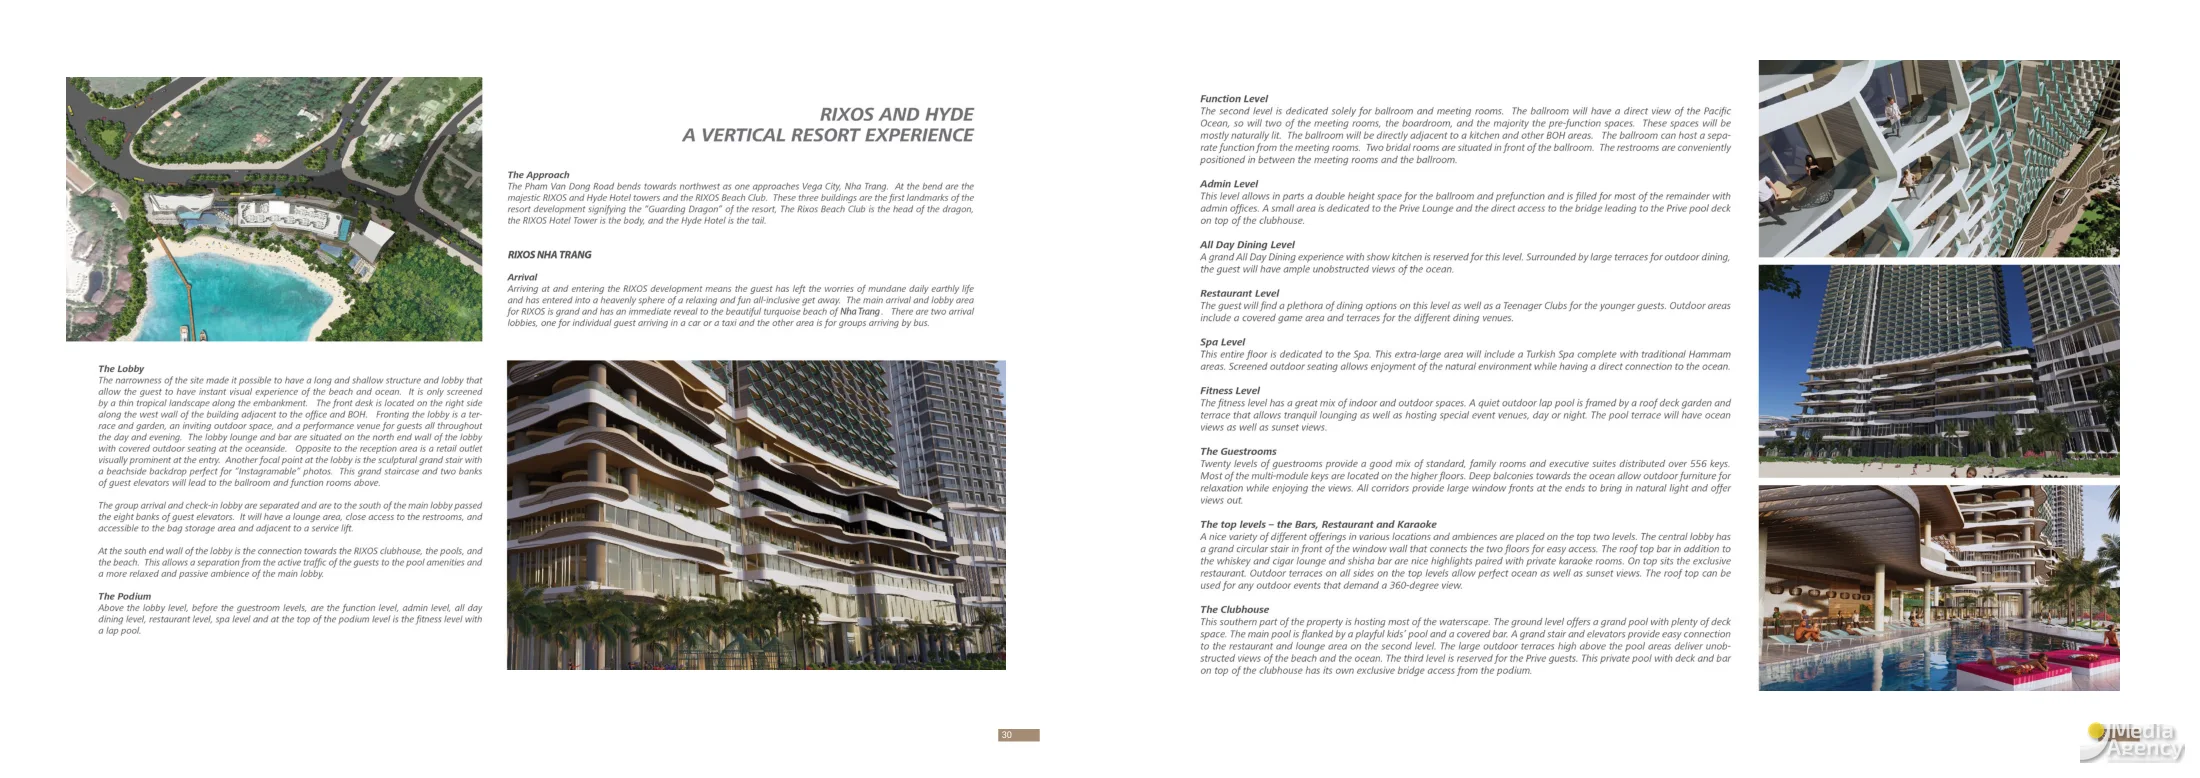 RIXOS AND HYDE
A VERTICAL RESORT EXPERIENCE
The Approach
The Pham Van Dong Road bends towards northwest as one approaches Vega City, Nha Trang. At the bend are the
majestic RIXOS and Hyde Hotel towers and the RIXOS Beach Club. These three buildings are the first landmarks of the
resort development signifying the "Guarding Dragon" of the resort, The Rixos Beach Club is the head of the dragon,
the RIXOS Hotel Tower is the body, and the Hyde Hotel is the tail.
RIXOS NHA TRANG
Arrival
Arriving at and entering the RIXOS development means the guest has left the worries of mundane daily earthly life
and has entered into a heavenly sphere of a relaxing and fun all-inclusive get away. The main arrival and lobby area
for RIXOS is grand and has an immediate reveal to the beautiful turquoise beach of Nha Trang. There are two arrival
lobbies, one for individual guest arriving in a car or a taxi and the other area is for groups arriving by bus.
The Lobby
The narrowness of the site made it possible to have a long and shallow structure and lobby that
allow the guest to have instant visual experience of the beach and ocean. It is only screened
by a thin tropical landscape along the embankment. The front desk is located on the right side
along the west wall of the building adjacent to the office and BOH. Fronting the lobby is a ter-
race and garden, an inviting outdoor space, and a performance venue for guests all throughout
the day and evening. The lobby lounge and bar are situated on the north end wall of the lobby
with covered outdoor seating at the oceanside. Opposite to the reception area is a retail outlet
visually prominent at the entry. Another focal point at the lobby is the sculptural grand stair with
a beachside backdrop perfect for "Instagramable" photos. This grand staircase and two banks
of guest elevators will lead to the ballroom and function rooms above.
The group arrival and check-in lobby are separated and are to the south of the main lobby passed
the eight banks of guest elevators. It will have a lounge area, close access to the restrooms, and
accessible to the bag storage area and adjacent to a service lift.
At the south end wall of the lobby is the connection towards the RIXOS clubhouse, the pools, and
the beach. This allows a separation from the active traffic of the guests to the pool amenities and
a more relaxed and passive ambience of the main lobby.
The Podium
Above the lobby level, before the guestroom levels, are the function level, admin level, all day
dining level, restaurant level, spa level and at the top of the podium level is the fitness level with
a lap pool.
30
Function Level
The second level is dedicated solely for ballroom and meeting rooms. The ballroom will have a direct view of the Pacific
Ocean, so will two of the meeting rooms, the boardroom, and the majority the pre-function spaces. These spaces will be
mostly naturally lit. The ballroom will be directly adjacent to a kitchen and other BOH areas. The ballroom can host a sepa-
rate function from the meeting rooms. Two bridal rooms are situated in front of the ballroom. The restrooms are conveniently
positioned in between the meeting rooms and the ballroom.
Admin Level
This level allows in parts a double height space for the ballroom and prefunction and is filled for most of the remainder with
admin offices. A small area is dedicated to the Prive Lounge and the direct access to the bridge leading to the Prive pool deck
on top of the clubhouse.
All Day Dining Level
A grand All Day Dining experience with show kitchen is reserved for this level. Surrounded by large terraces for outdoor dining,
the guest will have ample unobstructed views of the ocean.
Restaurant Level
The guest will find a plethora of dining options on this level as well as a Teenager Clubs for the younger guests. Outdoor areas
include a covered game area and terraces for the different dining venues.
Spa Level
This entire floor is dedicated to the Spa. This extra-large area will include a Turkish Spa complete with traditional Hammam
areas. Screened outdoor seating allows enjoyment of the natural environment while having a direct connection to the ocean.
Fitness Level
The fitness level has a great mix of indoor and outdoor spaces. A quiet outdoor lap pool is framed by a roof deck garden and
terrace that allows tranquil lounging as well as hosting special event venues, day or night. The pool terrace will have ocean
views as well as sunset views.
The Guestrooms
Twenty levels of guestrooms provide a good mix of standard, family rooms and executive suites distributed over 556 keys.
Most of the multi-module keys are located on the higher floors. Deep balconies towards the ocean allow outdoor furniture for
relaxation while enjoying the views. All corridors provide large window fronts at the ends to bring in natural light and offer
views out.
The top levels – the Bars, Restaurant and Karaoke
A nice variety of different offerings in various locations and ambiences are placed on the top two levels. The central lobby has
a grand circular stair in front of the window wall that connects the two floors for easy access. The roof top bar in addition to
the whiskey and cigar lounge and shisha bar are nice highlights paired with private karaoke rooms. On top sits the exclusive
restaurant. Outdoor terraces on all sides on the top levels allow perfect ocean as well as sunset views. The roof top can be
used for any outdoor events that demand a 360-degree view.
The Clubhouse
This southern part of the property is hosting most of the waterscape. The ground level offers a grand pool with plenty of deck
space. The main pool is flanked by a playful kids' pool and a covered bar. A grand stair and elevators provide easy connection
to the restaurant and lounge area on the second level. The large outdoor terraces high above the pool areas deliver unob-
structed views of the beach and the ocean. The third level is reserved for the Prive guests. This private pool with deck and bar
on top of the clubhouse has its own exclusive bridge access from the podium.
Media
Agency